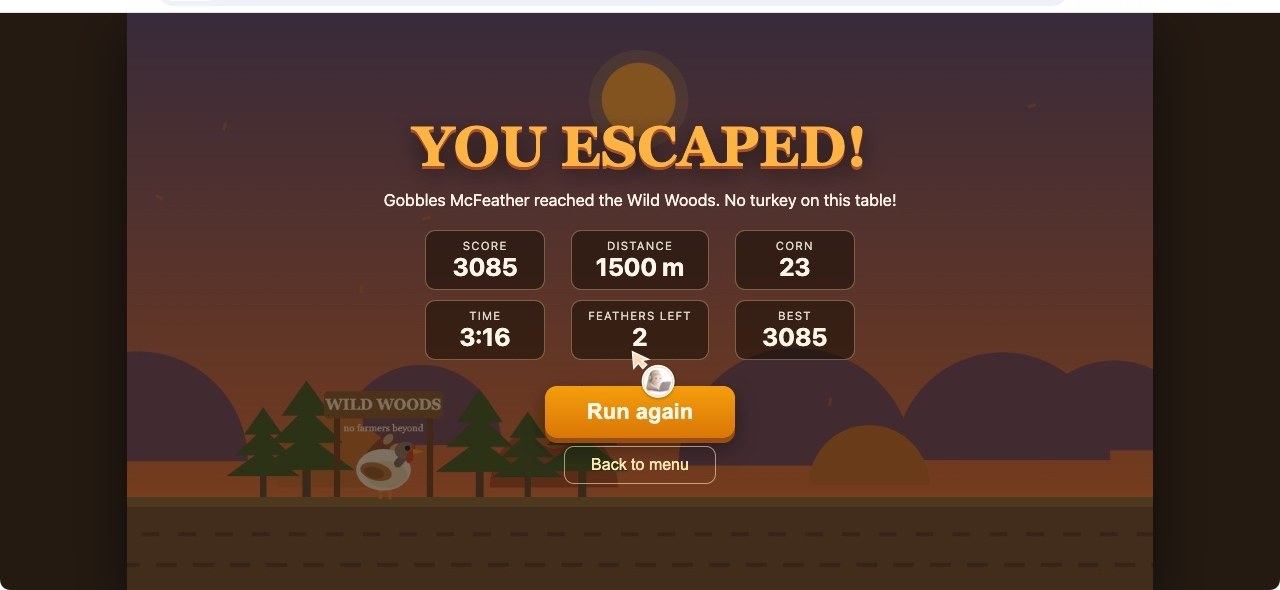 YOU ESCAPED!
Gobbles McFeather reached the Wild Woods. No turkey on this table!
SCORE
3085
DISTANCE
1500 m
CORN
23
TIME
3:16
FEATHERS LEFT
2
BEST
3085
WILD WOODS
no farmers beyond
Run again
Back to menu